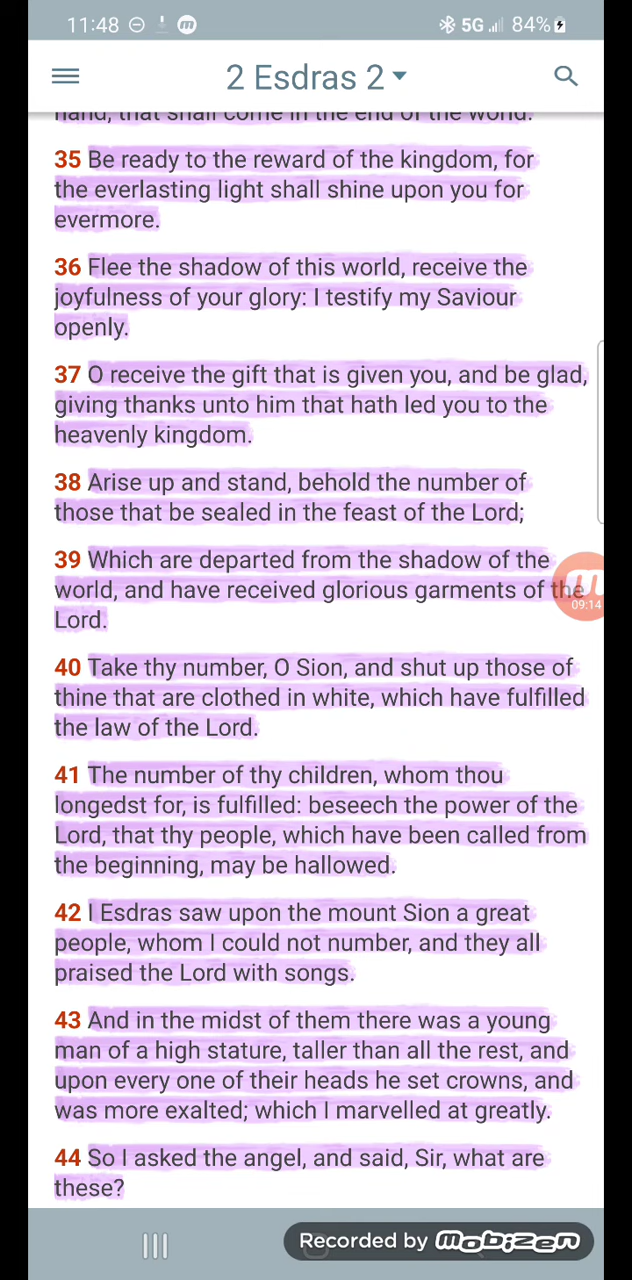 11:48
5G 84%
2 Esdras 2
hand, that shall come in the end of the world.
35 Be ready to the reward of the kingdom, for
the everlasting light shall shine upon you for
evermore.
36 Flee the shadow of this world, receive the
joyfulness of your glory: I testify my Saviour
openly.
37 O receive the gift that is given you, and be glad,
giving thanks unto him that hath led you to the
heavenly kingdom.
38 Arise up and stand, behold the number of
those that be sealed in the feast of the Lord;
39 Which are departed from the shadow of the
world, and have received glorious garments of the
Lord.
09:14
40 Take thy number, O Sion, and shut up those of
thine that are clothed in white, which have fulfilled
the law of the Lord.
41 The number of thy children, whom thou
longedst for, is fulfilled: beseech the power of the
Lord, that thy people, which have been called from
the beginning, may be hallowed.
42 I Esdras saw upon the mount Sion a great
people, whom I could not number, and they all
praised the Lord with songs.
43 And in the midst of them there was a young
man of a high stature, taller than all the rest, and
upon every one of their heads he set crowns, and
was more exalted; which I marvelled at greatly.
44 So I asked the angel, and said, Sir, what are
these?
Recorded by mobizen